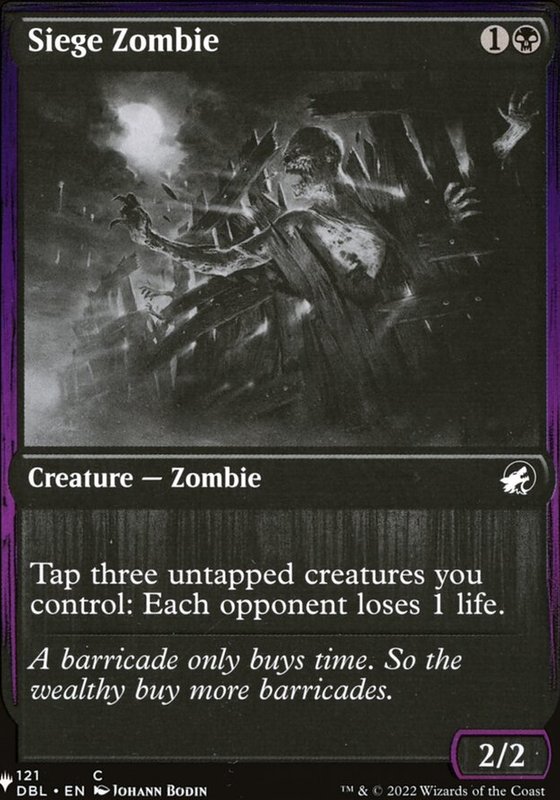 Siege Zombie
1
Creature — Zombie
Tap three untapped creatures you
control: Each opponent loses 1 life.
A barricade only buys time. So the
wealthy buy more barricades.
2/2
121 C
DBL • EN Johann Bodin
™ & © 2022 Wizards of the Coast